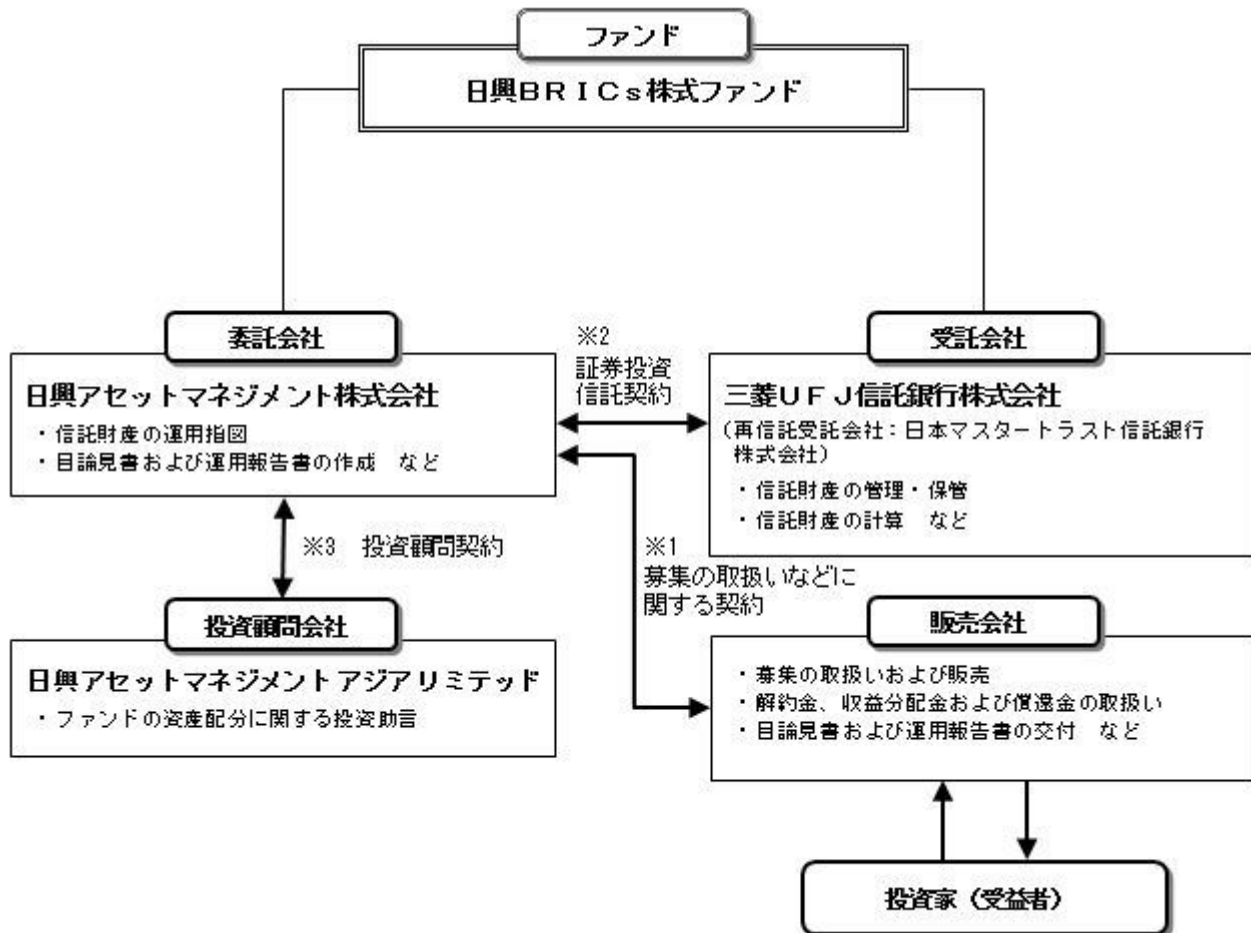 ファンド
日興BRICs株式ファンド
委託会社
日興アセットマネジメント株式会社
・信託財産の運用指図
・目論見書および運用報告書の作成　など
※2
証券投資
信託契約
受託会社
三菱UFJ信託銀行株式会社
（再信託受託会社：日本マスタートラスト信託銀行
株式会社）
・信託財産の管理・保管
・信託財産の計算　など
※3　投資顧問契約
※1
募集の取扱いなどに
関する契約
投資顧問会社
日興アセットマネジメント アジア リミテッド
・ファンドの資産配分に関する投資助言
販売会社
・募集の取扱いおよび販売
・解約金、収益分配金および償還金の取扱い
・目論見書および運用報告書の交付　など
投資家（受益者）